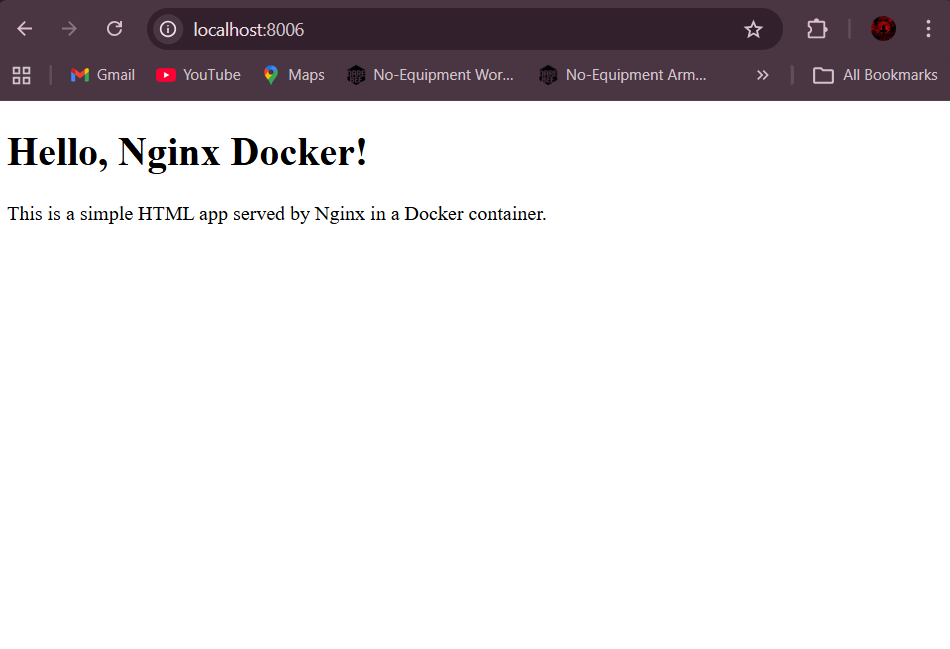 localhost:8006
Gmail YouTube Maps No-Equipment Wor... No-Equipment Arm... All Bookmarks
Hello, Nginx Docker!
This is a simple HTML app served by Nginx in a Docker container.